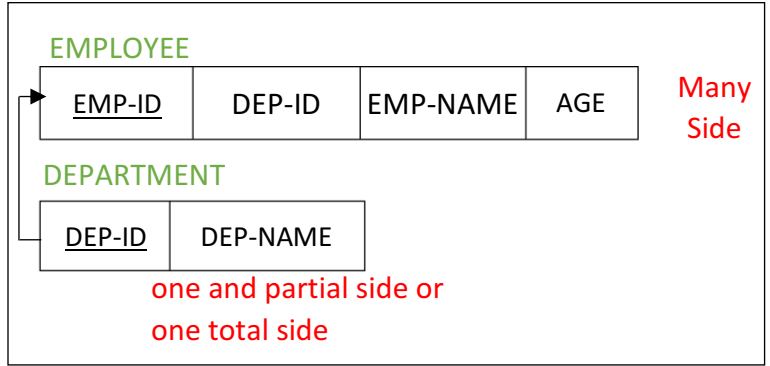 EMPLOYEE
EMP-ID DEP-ID EMP-NAME AGE
Many
Side
DEPARTMENT
DEP-ID DEP-NAME
one and partial side or
one total side